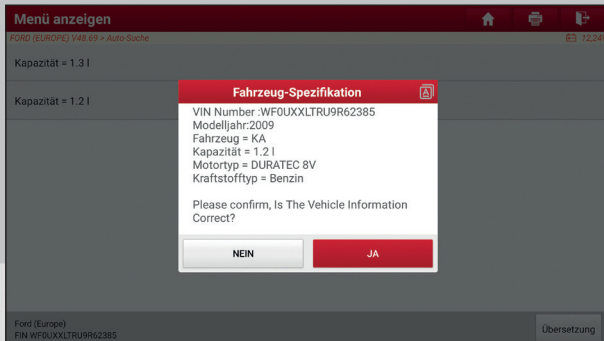 Menü anzeigen
FORD (EUROPE) V48.69 > Auto-Suche
12,24V
Kapazität = 1.3 l
Kapazität = 1.2 l
Fahrzeug-Spezifikation
VIN Number :WF0UXXLTRU9R62385
Modelljahr:2009
Fahrzeug = KA
Kapazität = 1.2 l
Motortyp = DURATEC 8V
Kraftstofftyp = Benzin
Please confirm, Is The Vehicle Information
Correct?
NEIN
JA
Ford (Europe)
FIN WF0UXXLTRU9R62385
Übersetzung